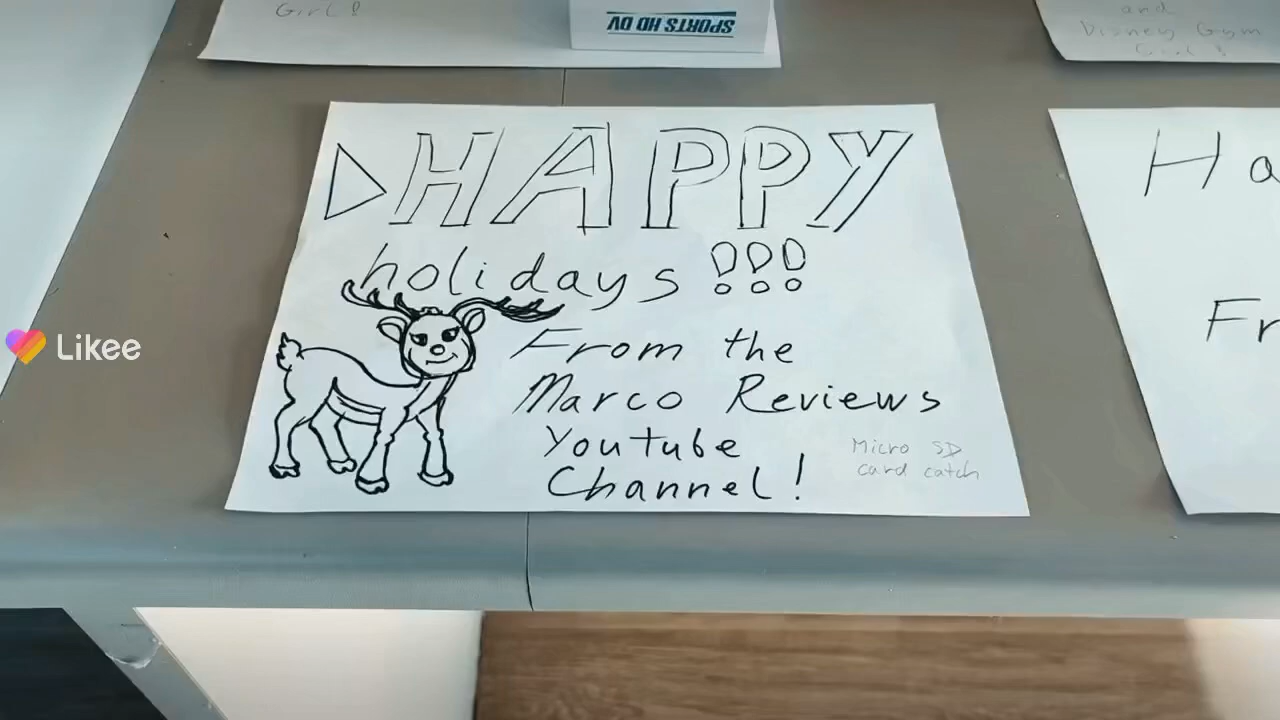 Girl!
SPORTS HD DV
and
Disney Gym
Girl!
HAPPY
holidays!!!
From the
Marco Reviews
Youtube
Channel!
Micro SD
card catch
Ha
Fr
Likee